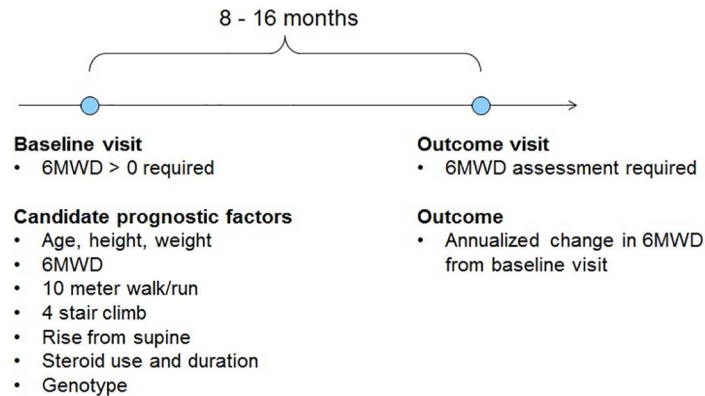 8 - 16 months
Baseline visit
• 6MWD > 0 required
Candidate prognostic factors
• Age, height, weight
• 6MWD
• 10 meter walk/run
• 4 stair climb
• Rise from supine
• Steroid use and duration
• Genotype
Outcome visit
• 6MWD assessment required
Outcome
• Annualized change in 6MWD
from baseline visit